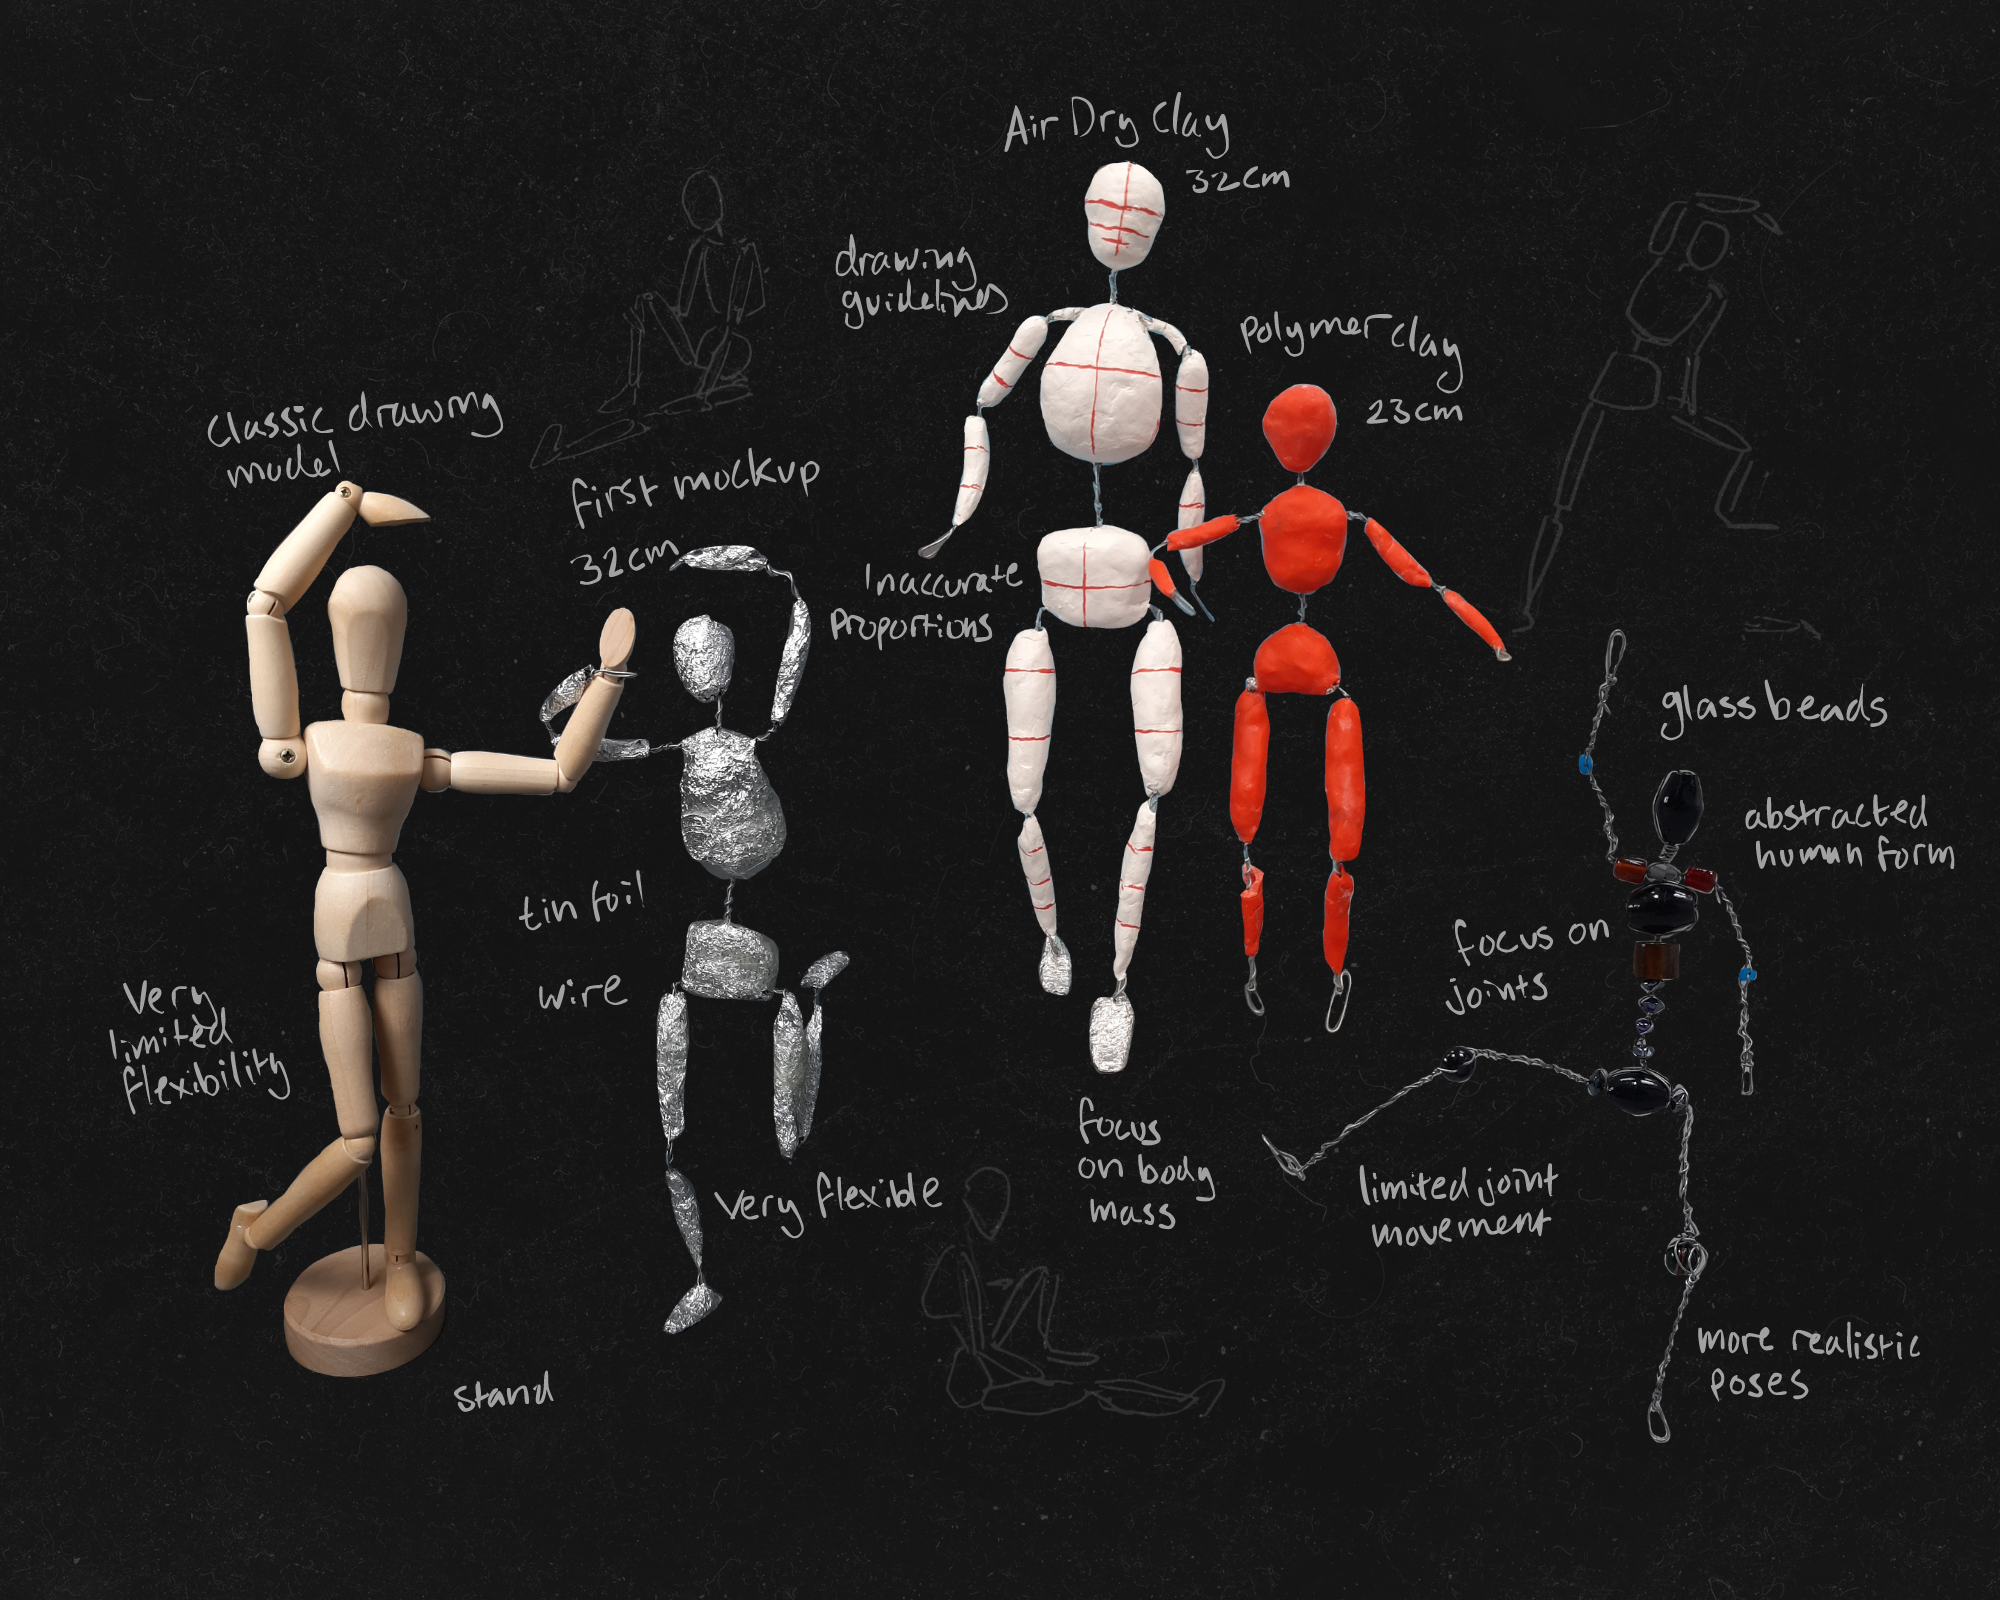 Air Dry Clay
32cm
drawing
guidelines
Polymer clay
23cm
Classic drawing
model
first mockup
32cm
Inaccurate
Proportions
glass beads
abstracted
human form
tin foil
wire
focus on
joints
Very
limited
flexibility
focus
on body
mass
Very flexible
limited joint
movement
more realistic
poses
stand